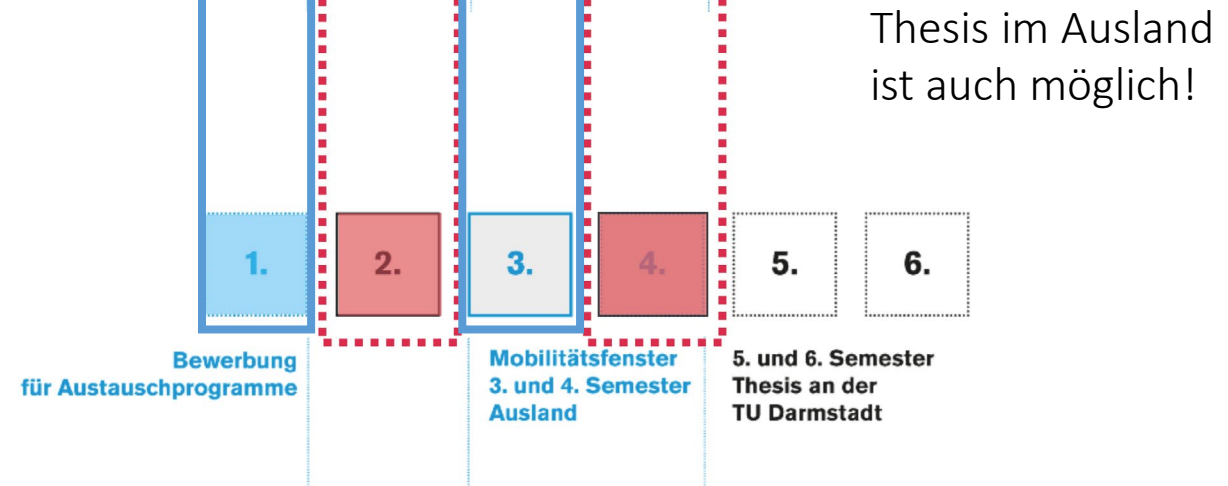 Thesis im Ausland
ist auch möglich!
1.
2.
3.
4.
5.
6.
Bewerbung
für Austauschprogramme
Mobilitätsfenster
3. und 4. Semester
Ausland
5. und 6. Semester
Thesis an der
TU Darmstadt